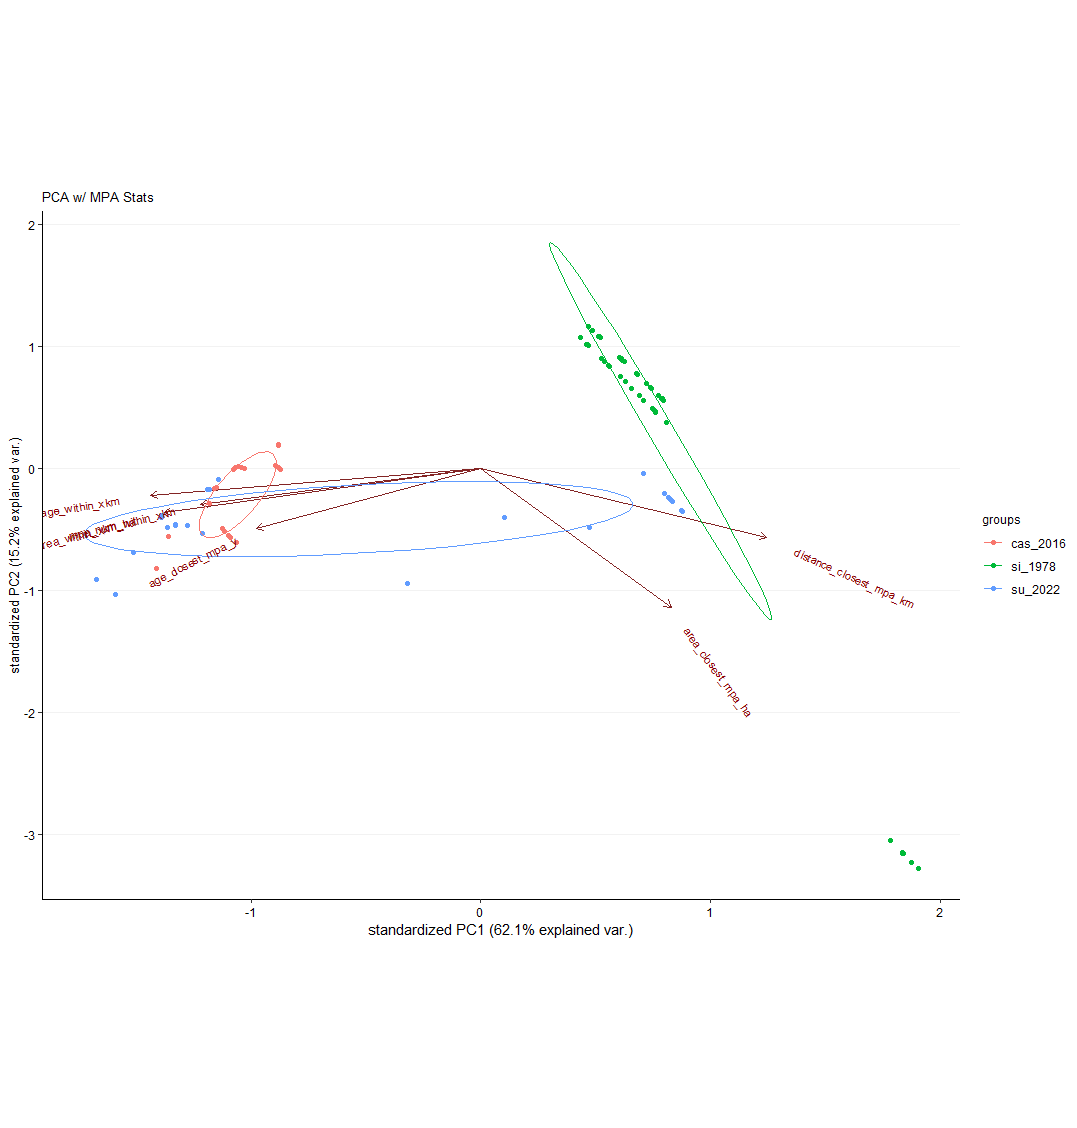 PCA w/ MPA Stats
2
1
0
-1
-2
-3
standardized PC2 (15.2% explained var.)
age_within_xkm
age_closest_mpa_
distance_closest_mpa_km
area_closest_mpa_ha
-1
0
1
2
standardized PC1 (62.1% explained var.)
groups
cas_2016
si_1978
su_2022